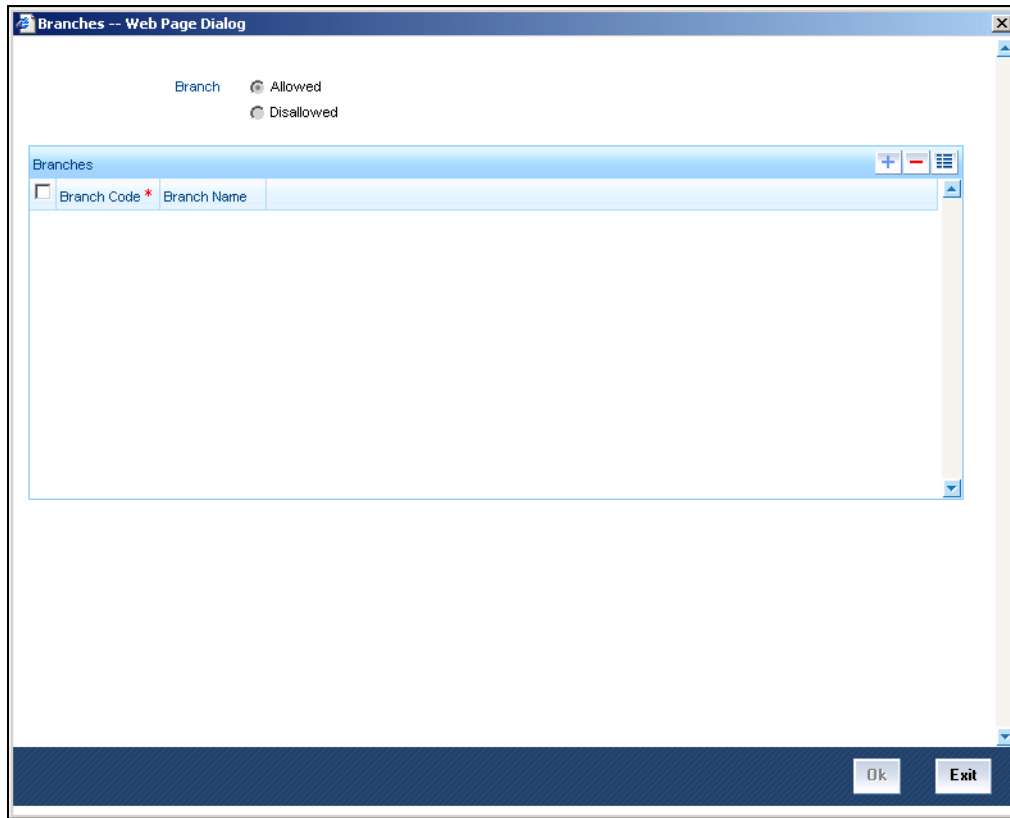 Branches -- Web Page Dialog
Branch Allowed
Disallowed
Branches
Branch Code * Branch Name
Ok Exit